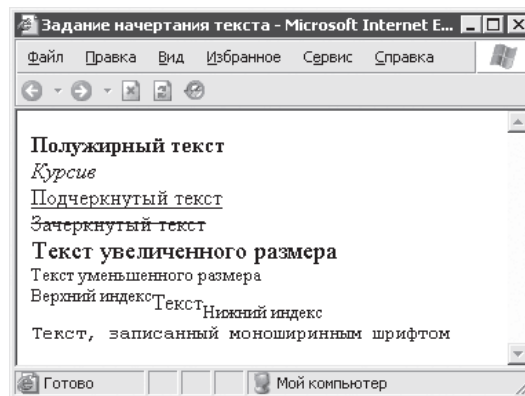 Задание начертания текста - Microsoft Internet E...
Файл Правка Вид Избранное Сервис Справка
Полужирный текст
Курсив
Подчеркнутый текст
Зачеркнутый текст
Текст увеличенного размера
Текст уменьшенного размера
Верхний индексТекстНижний индекс
Текст, записанный моноширинным шрифтом
Готово Мой компьютер